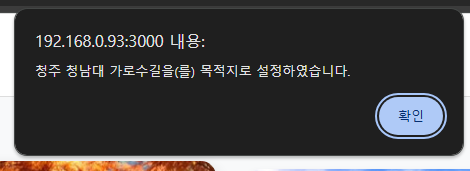 192.168.0.93:3000 내용:
청주 청남대 가로수길을(를) 목적지로 설정하였습니다.
확인